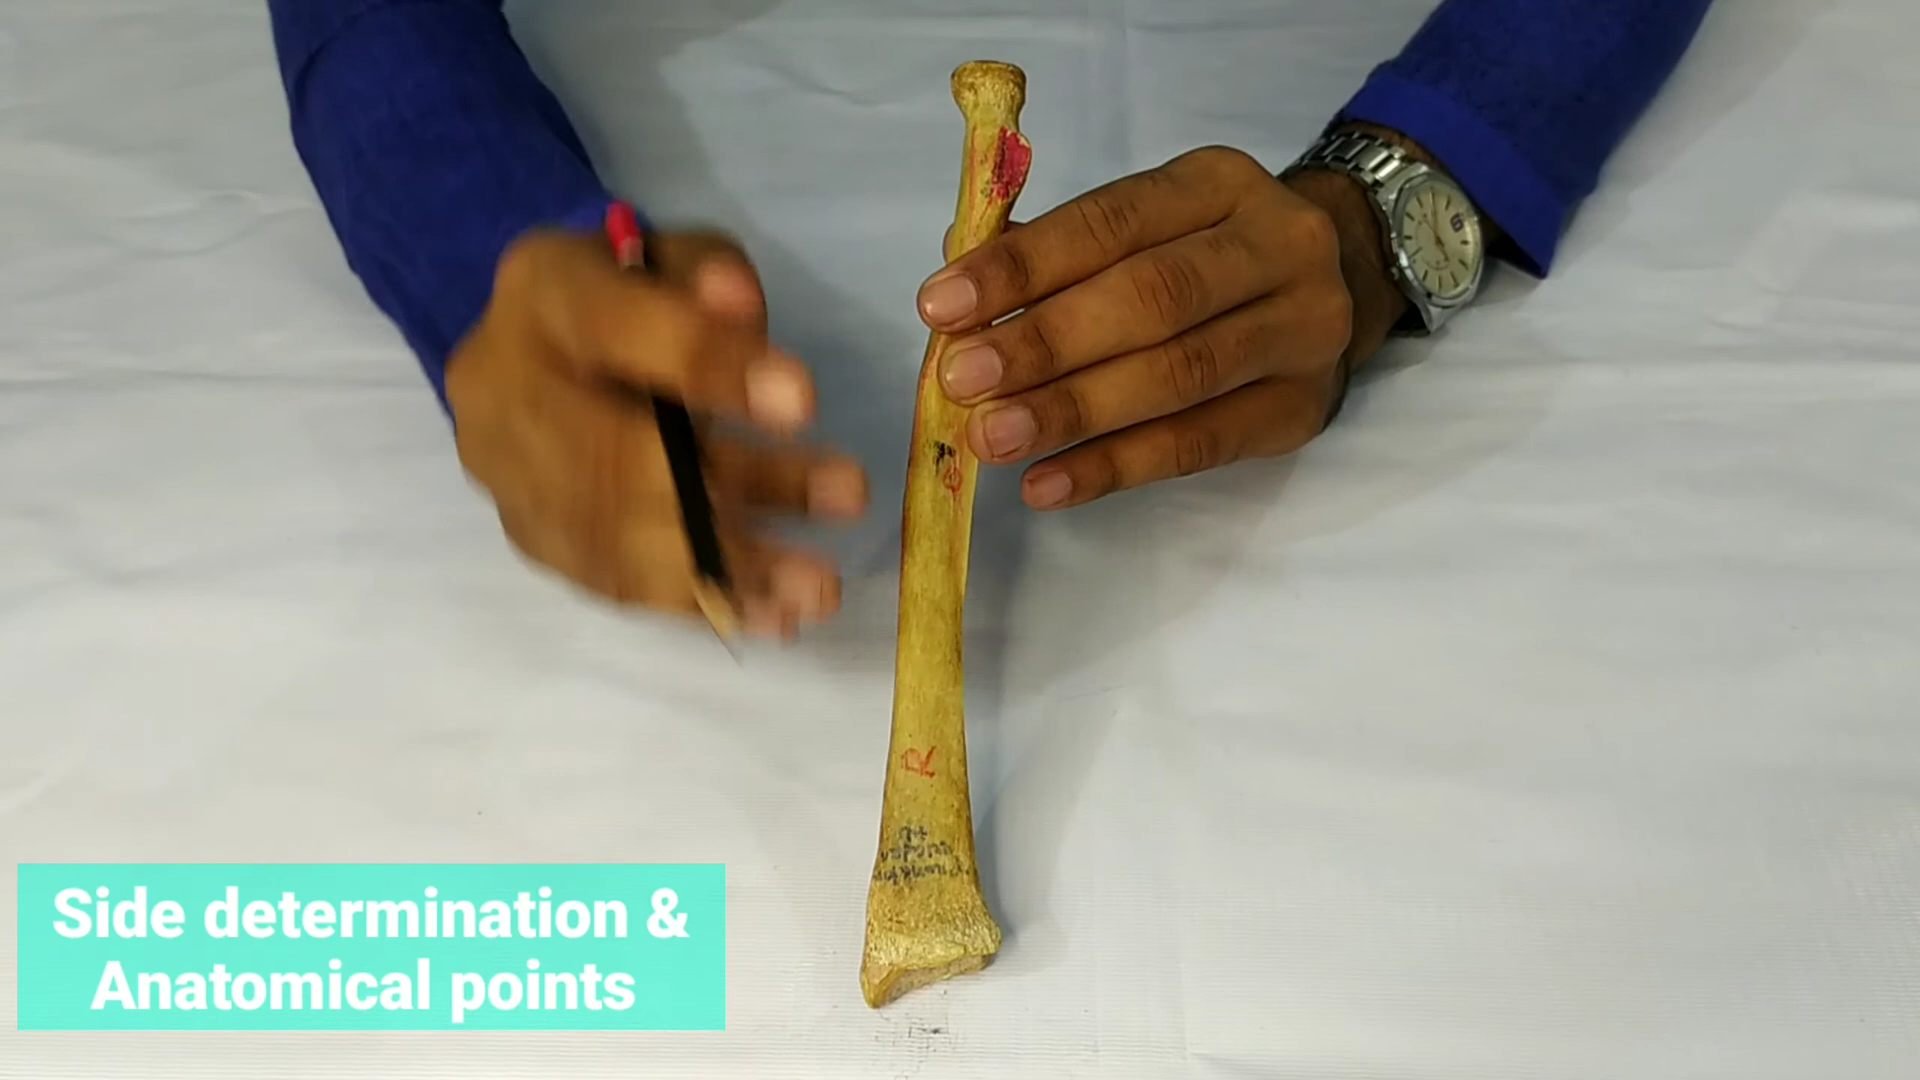 Side determination &
Anatomical points
R